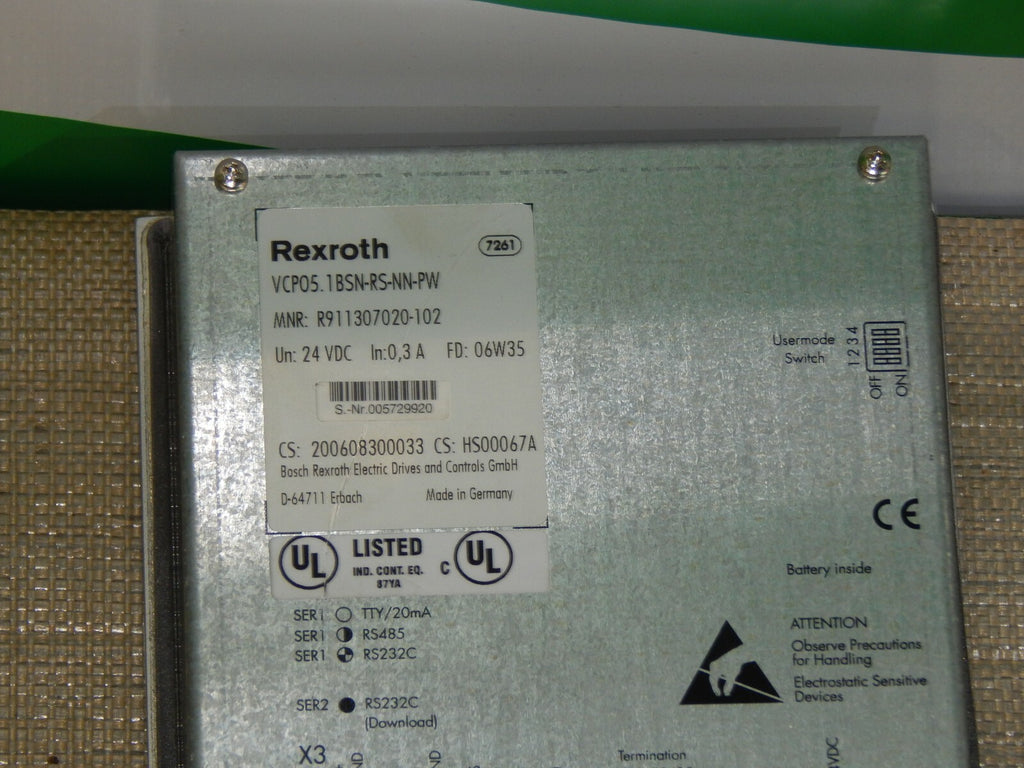 Rexroth
7261
VCP05.1BSN-RS-NN-PW
MNR: R911307020-102
Un: 24 VDC In:0,3 A FD: 06W35
S.-Nr.005729920
CS: 200608300033 CS: HS00067A
Bosch Rexroth Electric Drives and Controls GmbH
D-64711 Erbach Made in Germany
UL LISTED C UL
IND. CONT. EQ.
87YA
Usermode
Switch
1 2 3 4
OFF
ON
CE
Battery inside
SER1 TTY/20mA
SER1 RS485
SER1 RS232C
SER2 RS232C
(Download)
ATTENTION
Observe Precautions
for Handling
Electrostatic Sensitive
Devices
X3
Termination